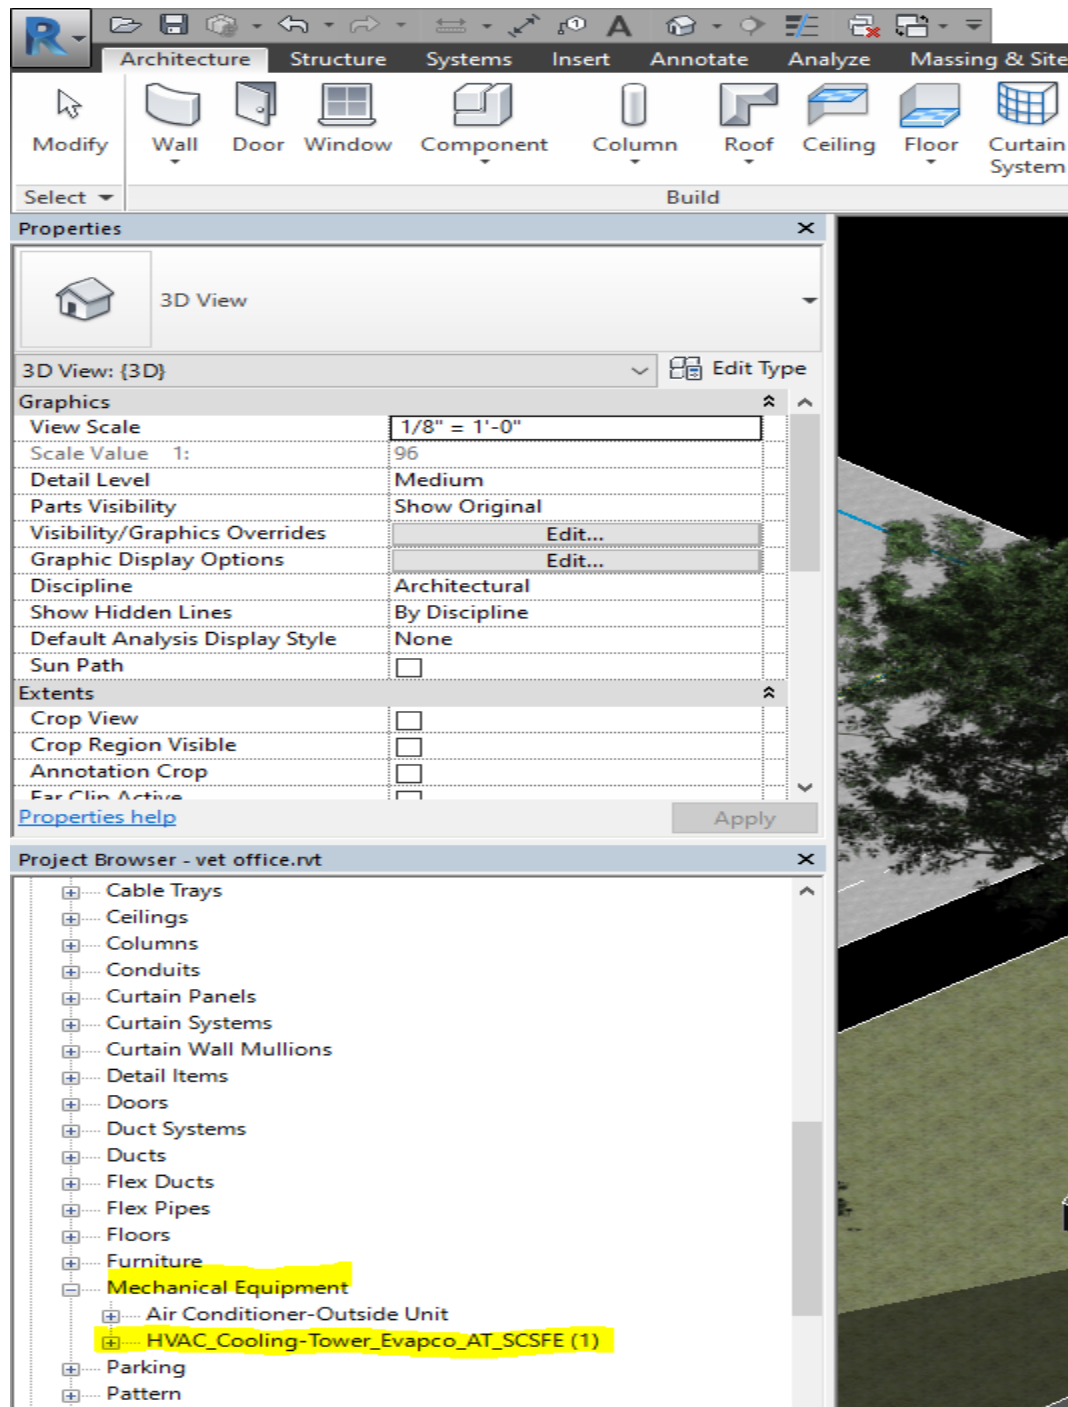 Architecture Structure Systems Insert Annotate Analyze Massing & Site
Modify Wall Door Window Component Column Roof Ceiling Floor Curtain System
Select Build
Properties
3D View
3D View: {3D} Edit Type
Graphics
View Scale 1/8" = 1'-0"
Scale Value 1: 96
Detail Level Medium
Parts Visibility Show Original
Visibility/Graphics Overrides Edit...
Graphic Display Options Edit...
Discipline Architectural
Show Hidden Lines By Discipline
Default Analysis Display Style None
Sun Path
Extents
Crop View
Crop Region Visible
Annotation Crop
Far Clip Active
Properties help Apply
Project Browser - vet office.rvt
Cable Trays
Ceilings
Columns
Conduits
Curtain Panels
Curtain Systems
Curtain Wall Mullions
Detail Items
Doors
Duct Systems
Ducts
Flex Ducts
Flex Pipes
Floors
Furniture
Mechanical Equipment
Air Conditioner-Outside Unit
HVAC_Cooling-Tower_Evapco_AT_SCSFE (1)
Parking
Pattern